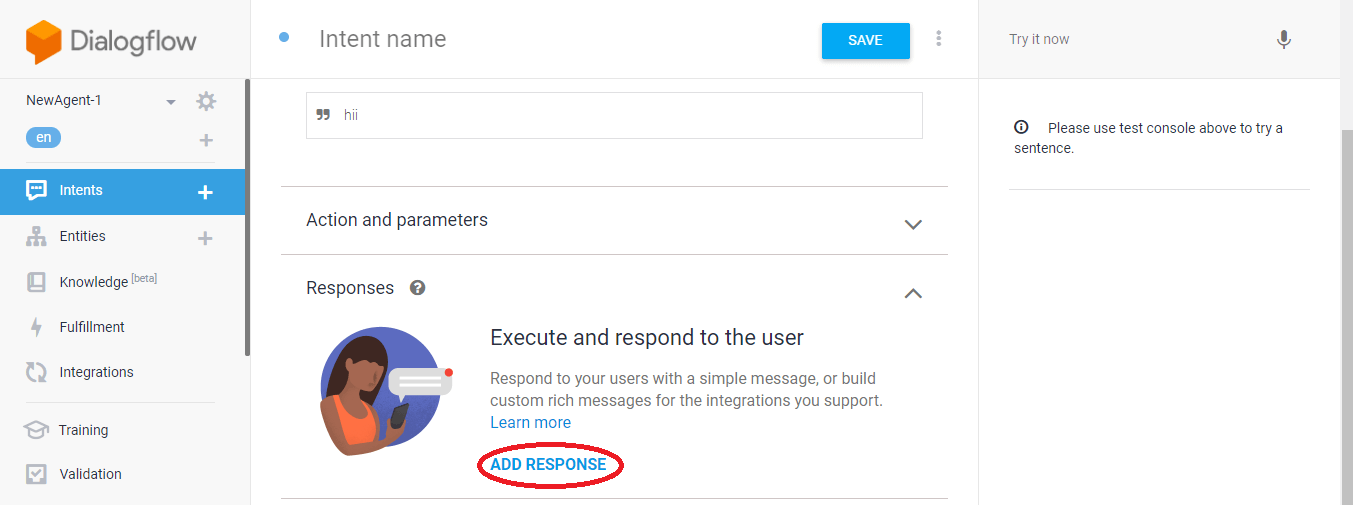 Dialogflow
NewAgent-1
en
Intents
Entities
Knowledge [beta]
Fulfillment
Integrations
Training
Validation
Intent name
SAVE
hii
Action and parameters
Responses
Execute and respond to the user
Respond to your users with a simple message, or build
custom rich messages for the integrations you support.
Learn more
ADD RESPONSE
Try it now
Please use test console above to try a
sentence.